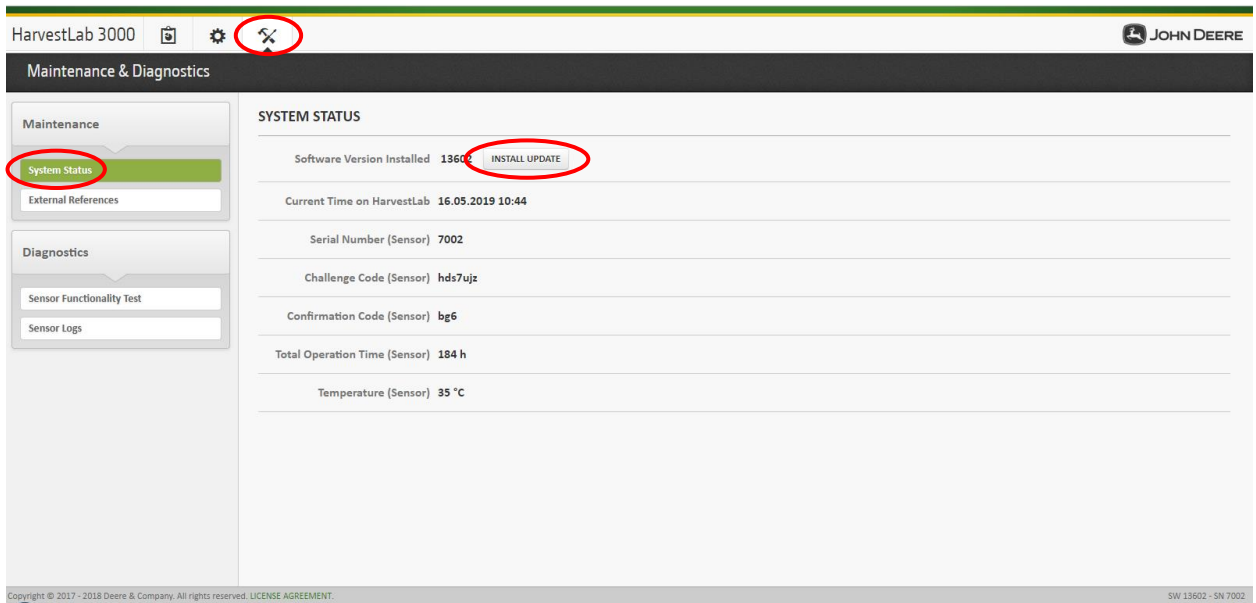 HarvestLab 3000
JOHN DEERE
Maintenance & Diagnostics
Maintenance
System Status
External References
Diagnostics
Sensor Functionality Test
Sensor Logs
SYSTEM STATUS
Software Version Installed 13602 INSTALL UPDATE
Current Time on HarvestLab 16.05.2019 10:44
Serial Number (Sensor) 7002
Challenge Code (Sensor) hds7ujz
Confirmation Code (Sensor) bg6
Total Operation Time (Sensor) 184 h
Temperature (Sensor) 35 °C
Copyright © 2017 - 2018 Deere & Company. All rights reserved. LICENSE AGREEMENT. SW 13602 - SN 7002